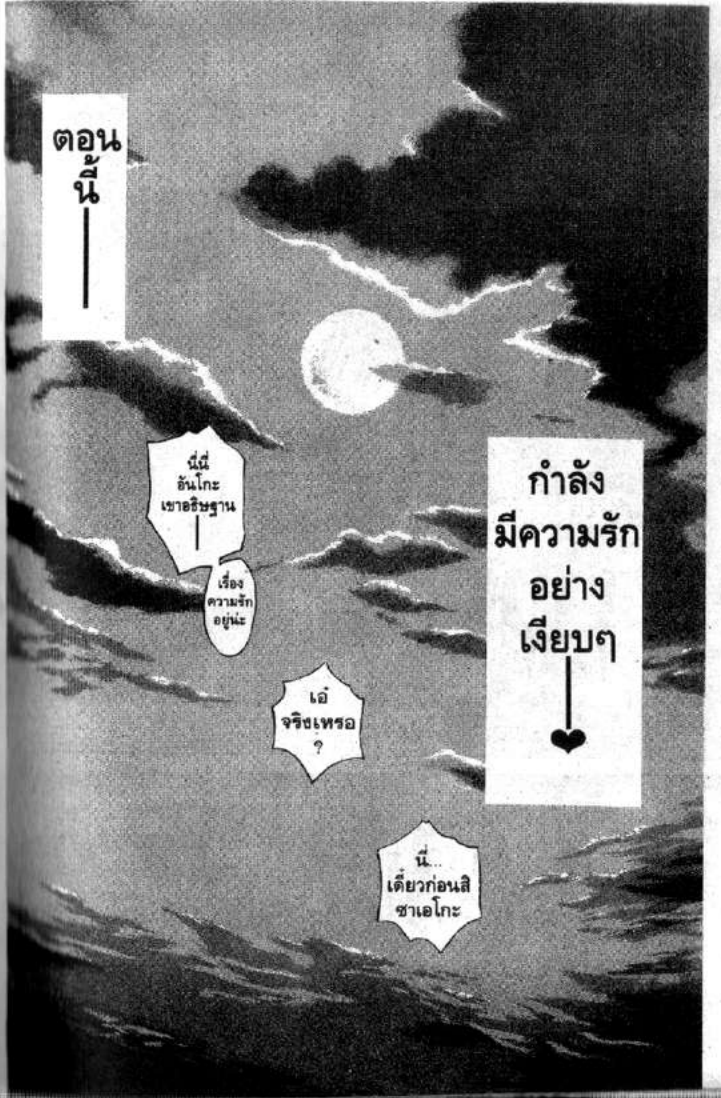 ตอน
นี้
กำลัง
มีความรัก
อย่าง
เงียบๆ
❤
นี่นี่
อันโกะ
เขาอธิษฐาน
เรื่อง
ความรัก
อยู่น่ะ
เอ๋
จริงเหรอ
?
นี่...
เดี๋ยวก่อนสิ
ซาเอโกะ